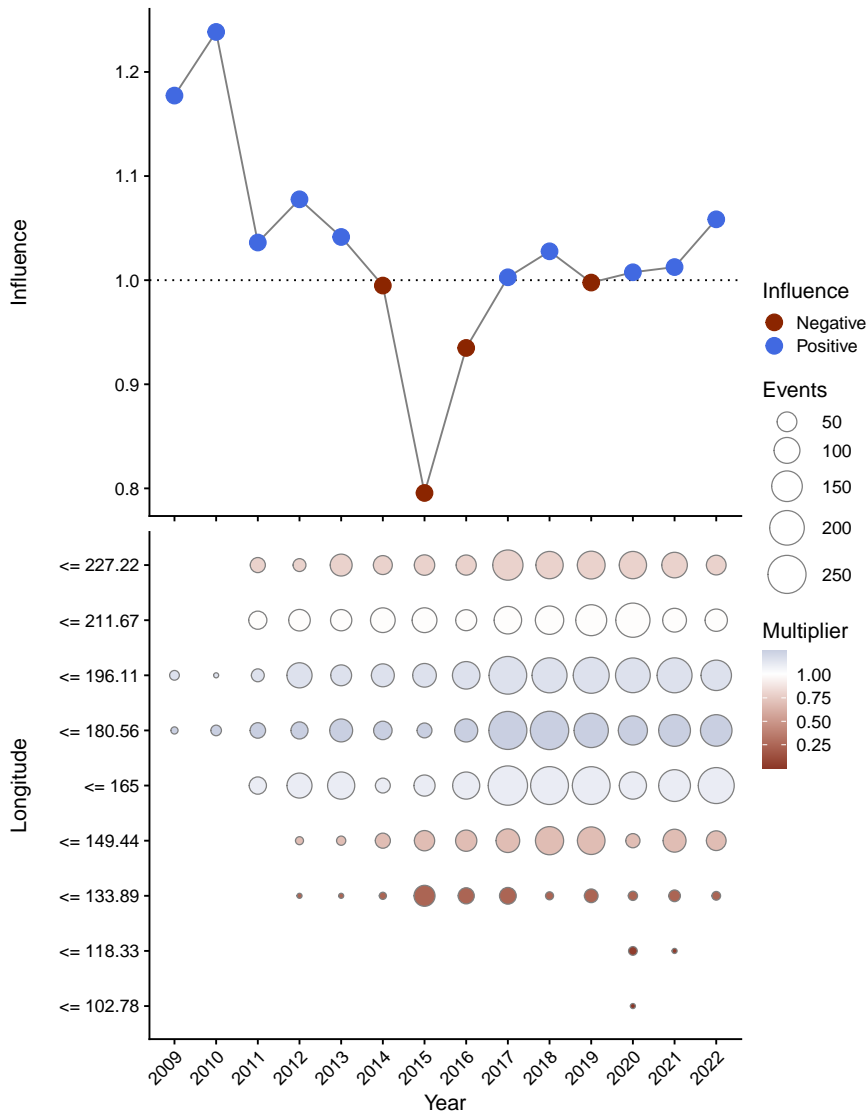 1.2
1.1
1.0
0.9
0.8
Influence
Influence
Negative
Positive
Events
50
100
150
200
250
Multiplier
1.00
0.75
0.50
0.25
<= 227.22
<= 211.67
<= 196.11
<= 180.56
<= 165
<= 149.44
<= 133.89
<= 118.33
<= 102.78
Longitude
2009 2010 2011 2012 2013 2014 2015 2016 2017 2018 2019 2020 2021 2022
Year